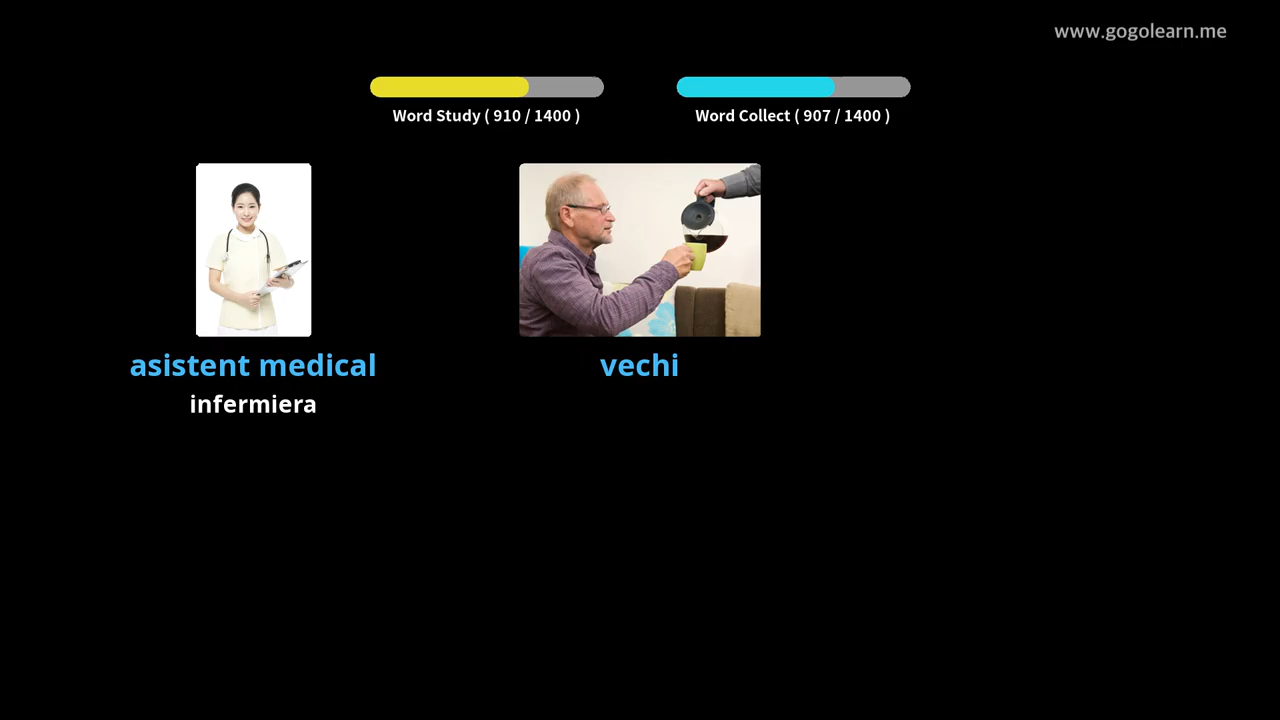 www.gogolearn.me
Word Study ( 910 / 1400 )
Word Collect ( 907 / 1400 )
asistent medical
infermiera
vechi